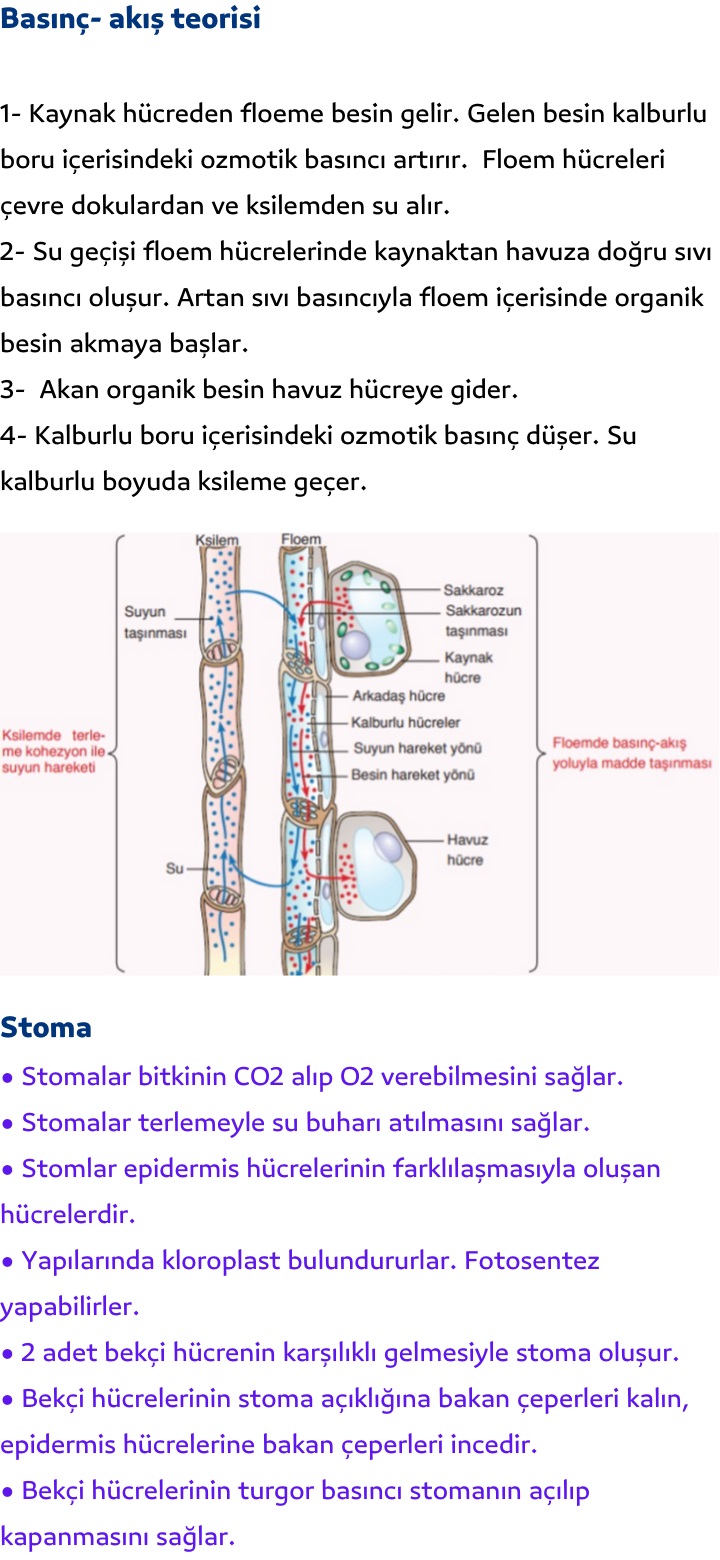 Basınç- akış teorisi
1- Kaynak hücreden floeme besin gelir. Gelen besin kalburlu
boru içerisindeki ozmotik basıncı artırır. Floem hücreleri
çevre dokulardan ve ksilemden su alır.
2- Su geçişi floem hücrelerinde kaynaktan havuza doğru sıvı
basıncı oluşur. Artan sıvı basıncıyla floem içerisinde organik
besin akmaya başlar.
3- Akan organik besin havuz hücreye gider.
4- Kalburlu boru içerisindeki ozmotik basınç düşer. Su
kalburlu boyuda ksileme geçer.
Ksilem
Floem
Suyun
taşınması
Sakkaroz
Sakkarozun
taşınması
Kaynak
hücre
Arkadaş hücre
Kalburlu hücreler
Suyun hareket yönü
Besin hareket yönü
Ksilemde terle-
me kohezyon ile
suyun hareketi
Floemde basınç-akış
yoluyla madde taşınması
Havuz
hücre
Su
Stoma
• Stomalar bitkinin CO2 alıp O2 verebilmesini sağlar.
• Stomalar terlemeyle su buharı atılmasını sağlar.
• Stomlar epidermis hücrelerinin farklılaşmasıyla oluşan
hücrelerdir.
• Yapılarında kloroplast bulundururlar. Fotosentez
yapabilirler.
• 2 adet bekçi hücrenin karşılıklı gelmesiyle stoma oluşur.
• Bekçi hücrelerinin stoma açıklığına bakan çeperleri kalın,
epidermis hücrelerine bakan çeperleri incedir.
• Bekçi hücrelerinin turgor basıncı stomanın açılıp
kapanmasını sağlar.